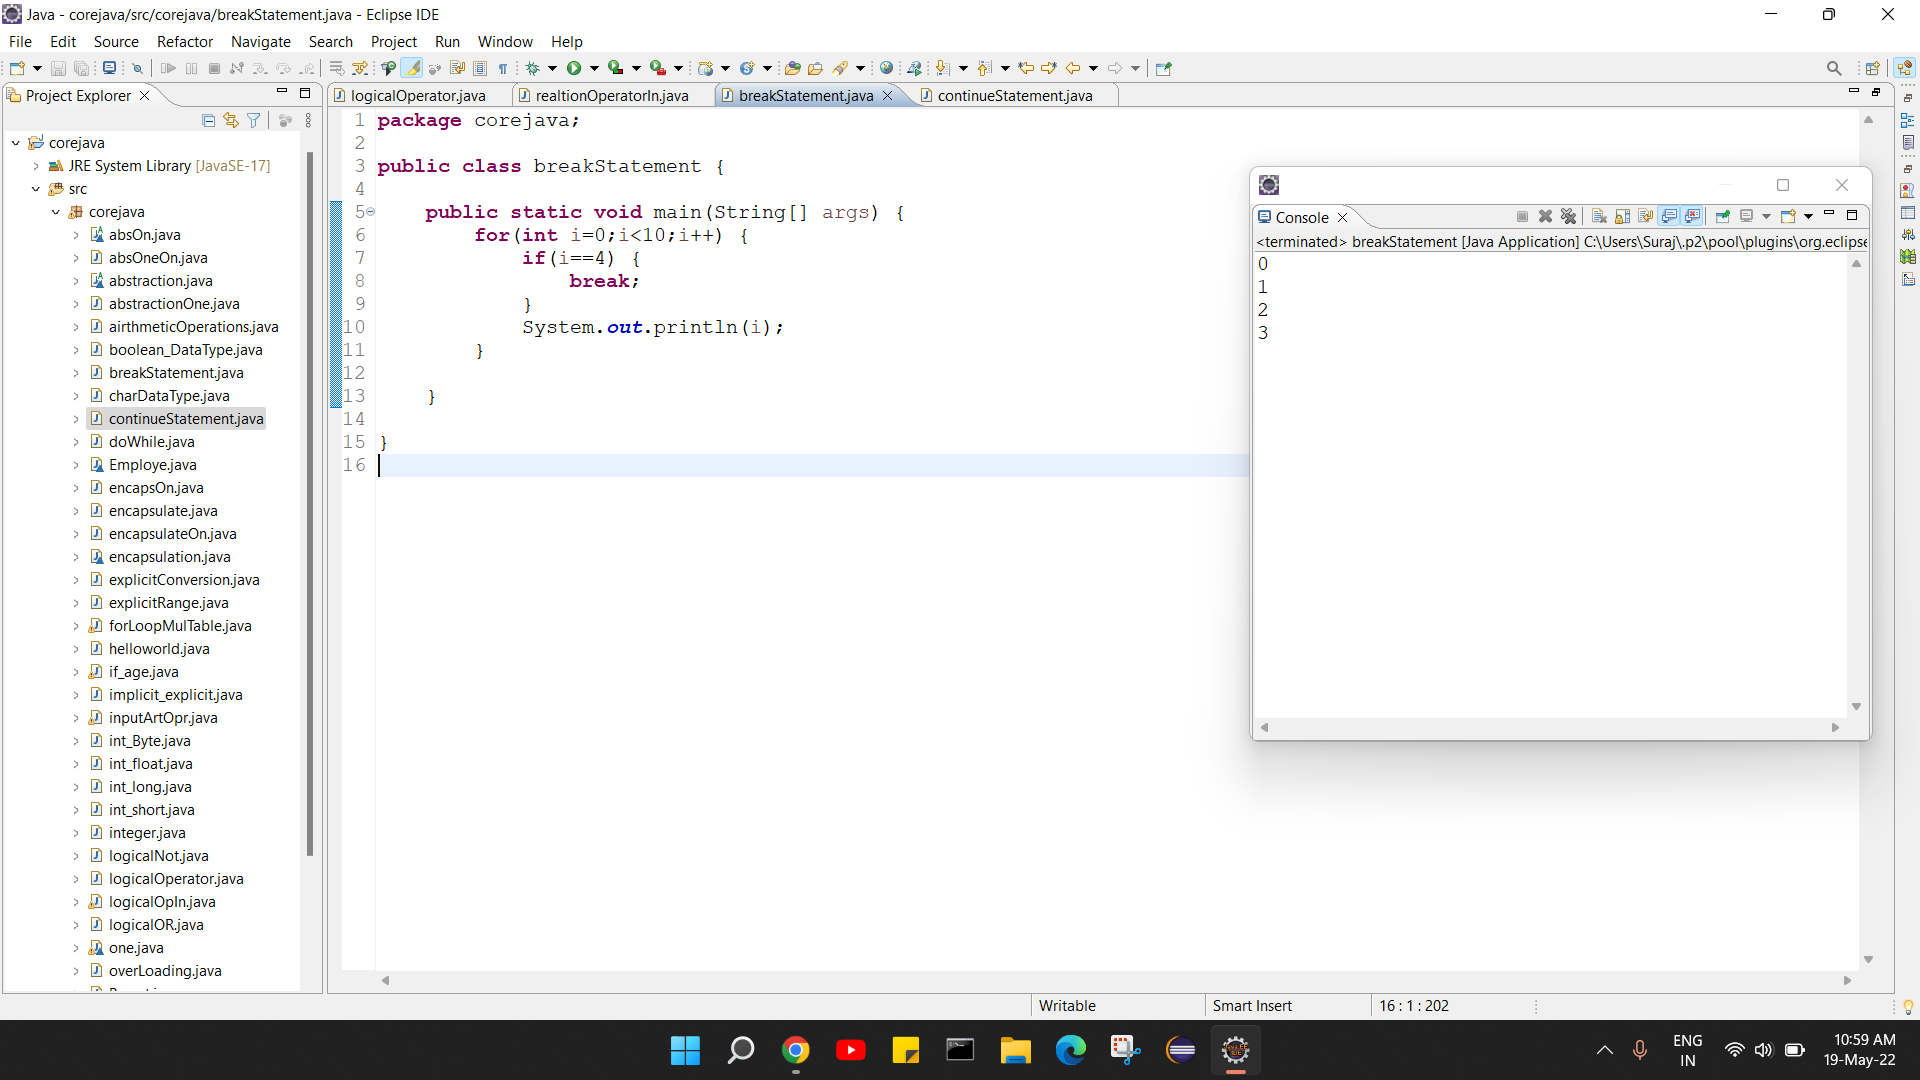 Java - corejava/src/corejava/breakStatement.java - Eclipse IDE
File Edit Source Refactor Navigate Search Project Run Window Help
Project Explorer
logicalOperator.java realtionOperatorIn.java breakStatement.java continueStatement.java
corejava
JRE System Library [JavaSE-17]
src
corejava
absOn.java
absOneOn.java
abstraction.java
abstractionOne.java
airthmeticOperations.java
boolean_DataType.java
breakStatement.java
charDataType.java
continueStatement.java
doWhile.java
Employe.java
encapsOn.java
encapsulate.java
encapsulateOn.java
encapsulation.java
explicitConversion.java
explicitRange.java
forLoopMulTable.java
helloworld.java
if_age.java
implicit_explicit.java
inputArtOpr.java
int_Byte.java
int_float.java
int_long.java
int_short.java
integer.java
logicalNot.java
logicalOperator.java
logicalOpIn.java
logicalOR.java
one.java
overLoading.java
1 package corejava;
2
3 public class breakStatement {
4
5 public static void main(String[] args) {
6 for(int i=0;i<10;i++) {
7 if(i==4) {
8 break;
9 }
10 System.out.println(i);
11 }
12
13 }
14
15 }
16
Console
<terminated> breakStatement [Java Application] C:\Users\Suraj\.p2\pool\plugins\org.eclipse
0
1
2
3
Writable Smart Insert 16 : 1 : 202
ENG
IN
10:59 AM
19-May-22